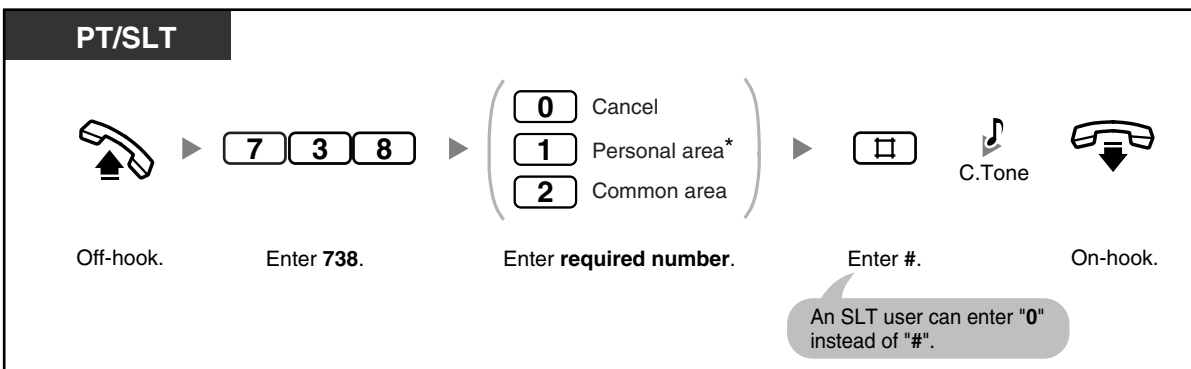 PT/SLT
0 Cancel
1 Personal area*
2 Common area
7 3 8
#
C.Tone
Off-hook.
Enter 738.
Enter required number.
Enter #.
On-hook.
An SLT user can enter "0"
instead of "#".